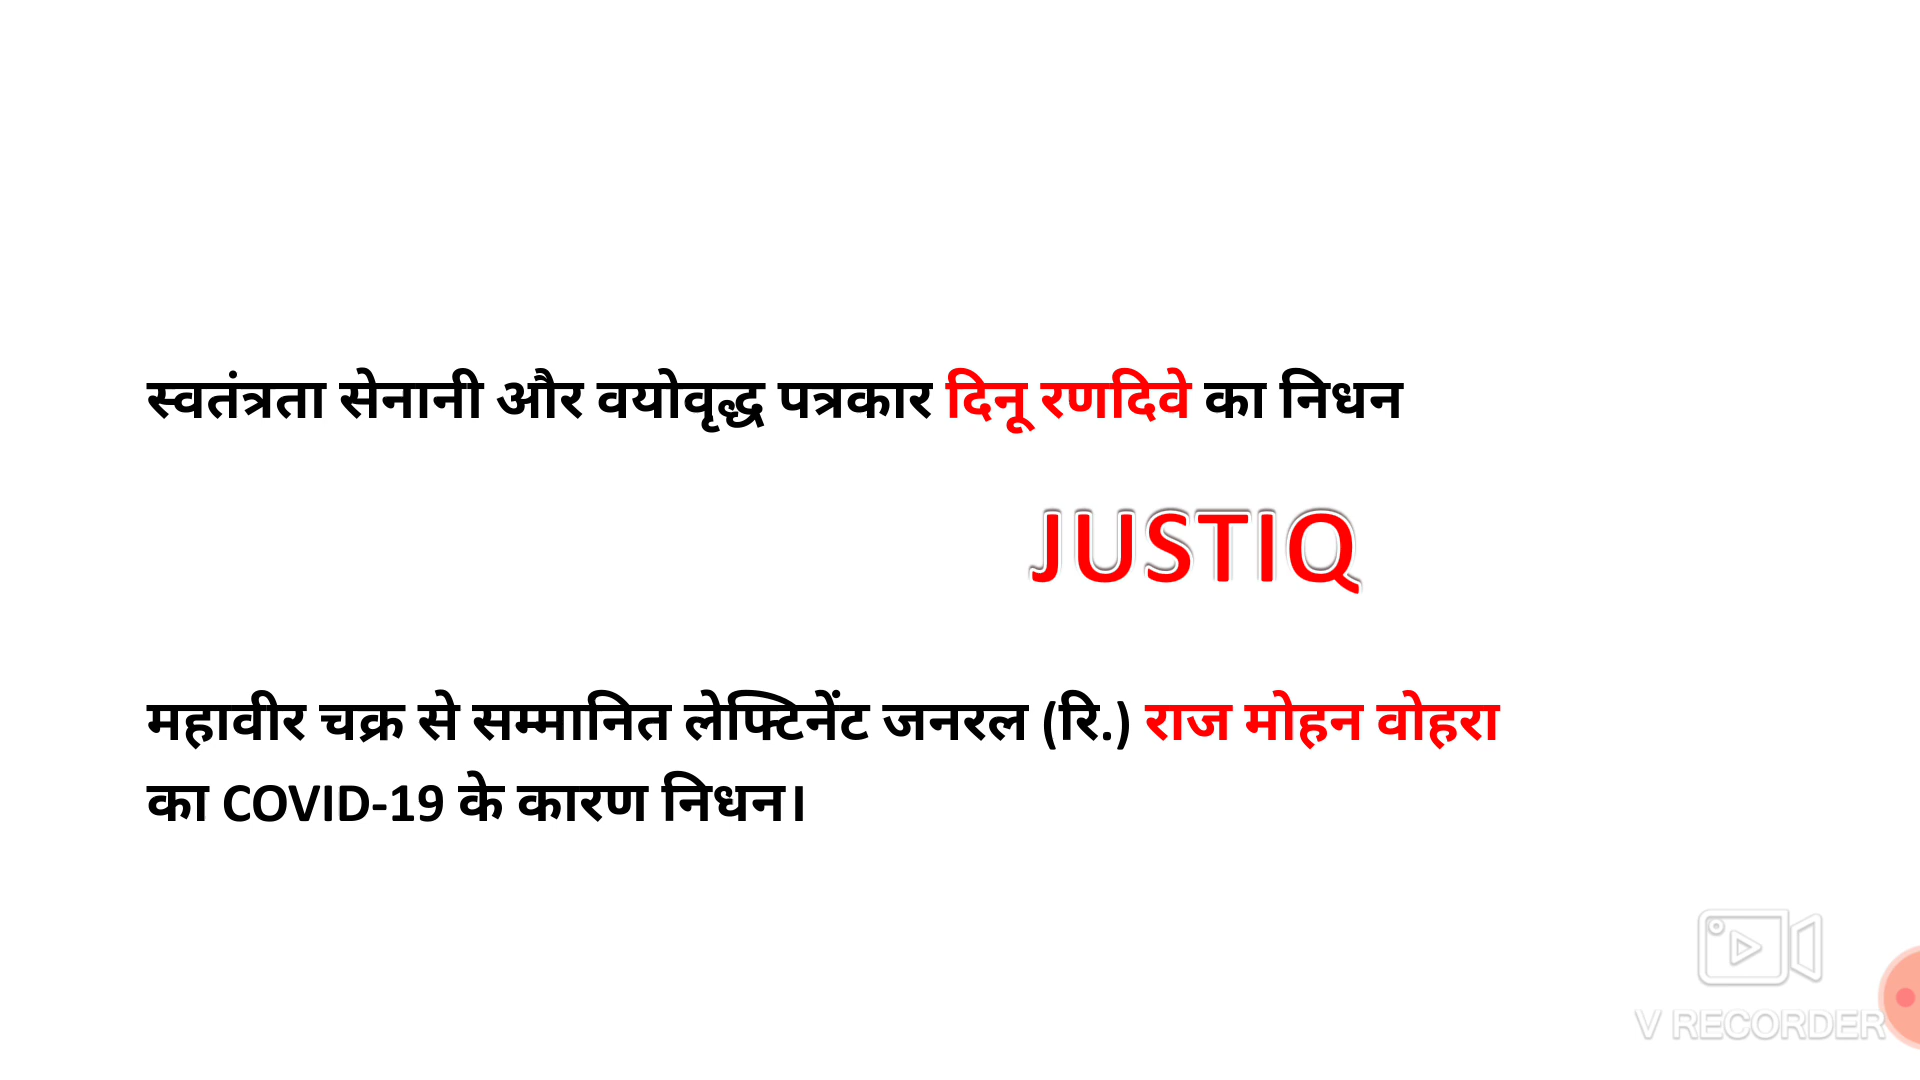 स्वतंत्रता सेनानी और वयोवृद्ध पत्रकार दिनू रणदिवे का निधन
JUSTIQ
महावीर चक्र से सम्मानित लेफ्टिनेंट जनरल (रि.) राज मोहन वोहरा
का COVID-19 के कारण निधन।
V RECORDER